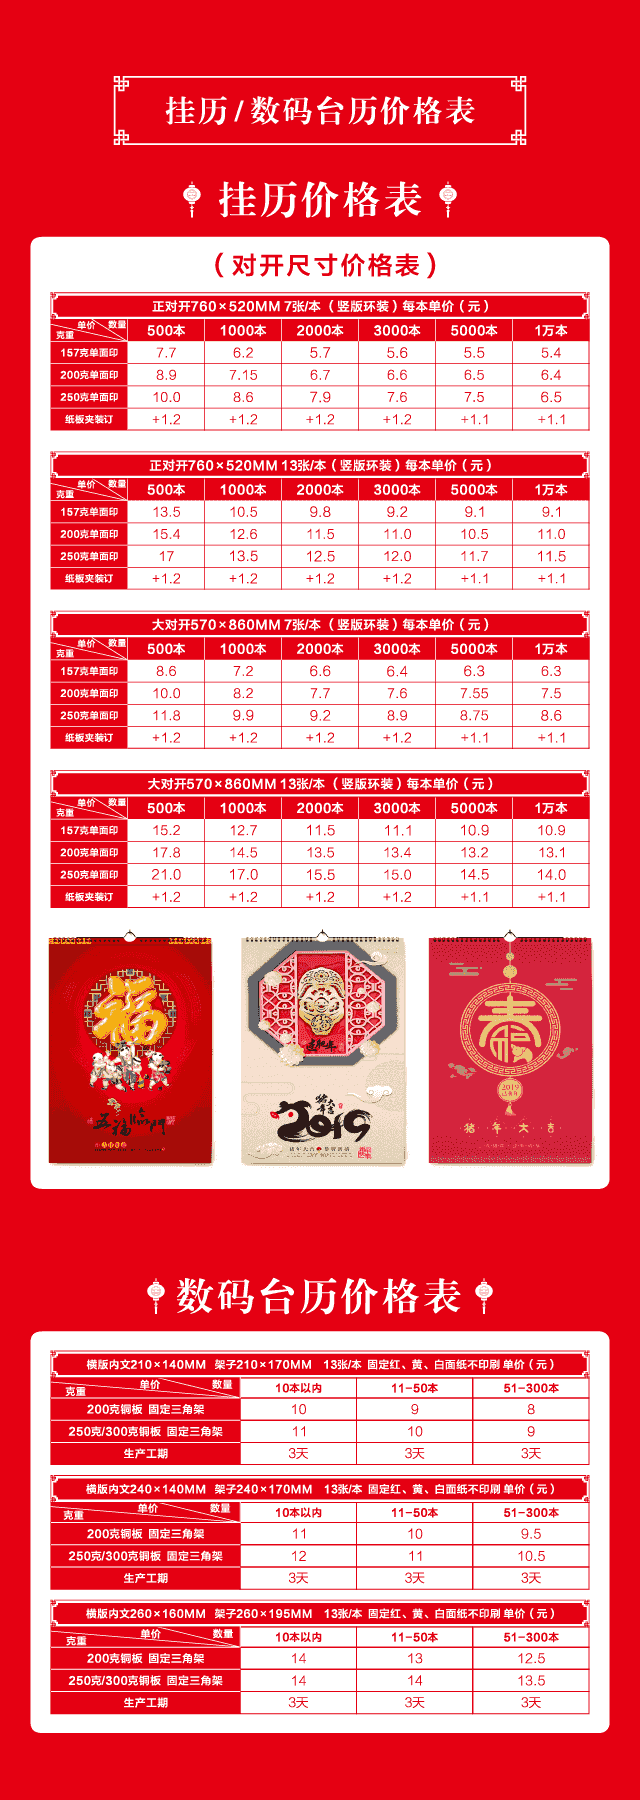 挂历/数码台历价格表
挂历价格表
（对开尺寸价格表）
正对开760×520MM 7张/本（竖版环装）每本单价（元）
单价 数量 克重 500本 1000本 2000本 3000本 5000本 1万本
157克单面印 7.7 6.2 5.7 5.6 5.5 5.4
200克单面印 8.9 7.15 6.7 6.6 6.5 6.4
250克单面印 10.0 8.6 7.9 7.6 7.5 6.5
纸板夹装订 +1.2 +1.2 +1.2 +1.2 +1.1 +1.1
正对开760×520MM 13张/本（竖版环装）每本单价（元）
单价 数量 克重 500本 1000本 2000本 3000本 5000本 1万本
157克单面印 13.5 10.5 9.8 9.2 9.1 9.1
200克单面印 15.4 12.6 11.5 11.0 10.5 11.0
250克单面印 17 13.5 12.5 12.0 11.7 11.5
纸板夹装订 +1.2 +1.2 +1.2 +1.2 +1.1 +1.1
大对开570×860MM 7张/本（竖版环装）每本单价（元）
单价 数量 克重 500本 1000本 2000本 3000本 5000本 1万本
157克单面印 8.6 7.2 6.6 6.4 6.3 6.3
200克单面印 10.0 8.2 7.7 7.6 7.55 7.5
250克单面印 11.8 9.9 9.2 8.9 8.75 8.6
纸板夹装订 +1.2 +1.2 +1.2 +1.2 +1.1 +1.1
大对开570×860MM 13张/本（竖版环装）每本单价（元）
单价 数量 克重 500本 1000本 2000本 3000本 5000本 1万本
157克单面印 15.2 12.7 11.5 11.1 10.9 10.9
200克单面印 17.8 14.5 13.5 13.4 13.2 13.1
250克单面印 21.0 17.0 15.5 15.0 14.5 14.0
纸板夹装订 +1.2 +1.2 +1.2 +1.2 +1.1 +1.1
福
五福临门
猪年大吉
2019
春
2019
猪年大吉
数码台历价格表
横版内文210×140MM 架子210×170MM 13张/本 固定红、黄、白面纸不印刷 单价（元）
单价 数量 克重 10本以内 11-50本 51-300本
200克铜板 固定三角架 10 9 8
250克/300克铜板 固定三角架 11 10 9
生产工期 3天 3天 3天
横版内文240×140MM 架子240×170MM 13张/本 固定红、黄、白面纸不印刷 单价（元）
单价 数量 克重 10本以内 11-50本 51-300本
200克铜板 固定三角架 11 10 9.5
250克/300克铜板 固定三角架 12 11 10.5
生产工期 3天 3天 3天
横版内文260×160MM 架子260×195MM 13张/本 固定红、黄、白面纸不印刷 单价（元）
单价 数量 克重 10本以内 11-50本 51-300本
200克铜板 固定三角架 14 13 12.5
250克/300克铜板 固定三角架 14 14 13.5
生产工期 3天 3天 3天